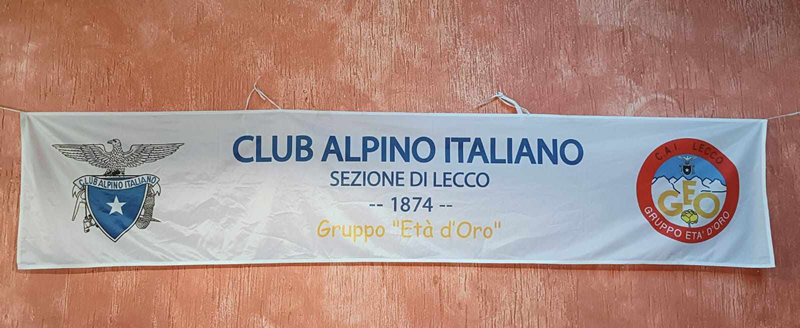 CLUB ALPINO ITALIANO
CLUB ALPINO ITALIANO
SEZIONE DI LECCO
-- 1874 --
Gruppo "Età d'Oro"
C.A.I. LECCO
GEO
GRUPPO ETA' D'ORO